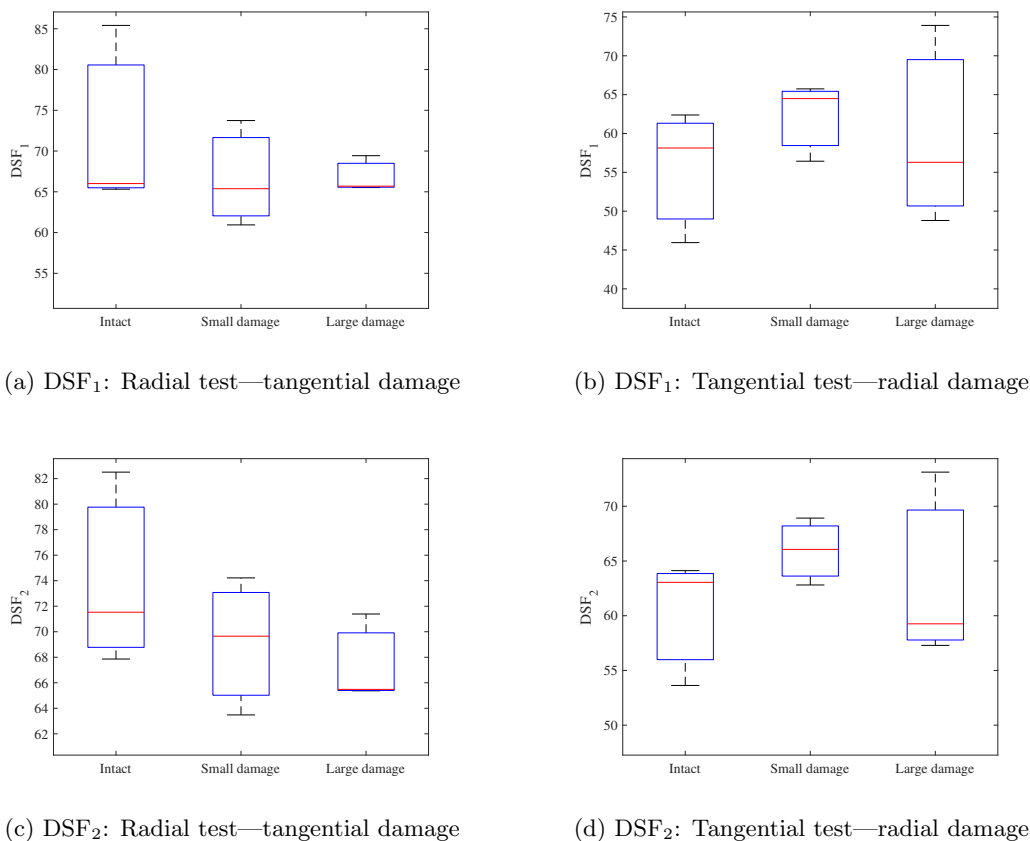 85
80
75
70
65
60
55
DSF₁
Intact
Small damage
Large damage
(a) DSF₁: Radial test—tangential damage
75
70
65
60
55
50
45
40
DSF₁
Intact
Small damage
Large damage
(b) DSF₁: Tangential test—radial damage
82
80
78
76
74
72
70
68
66
64
62
DSF₂
Intact
Small damage
Large damage
(c) DSF₂: Radial test—tangential damage
70
65
60
55
50
DSF₂
Intact
Small damage
Large damage
(d) DSF₂: Tangential test—radial damage